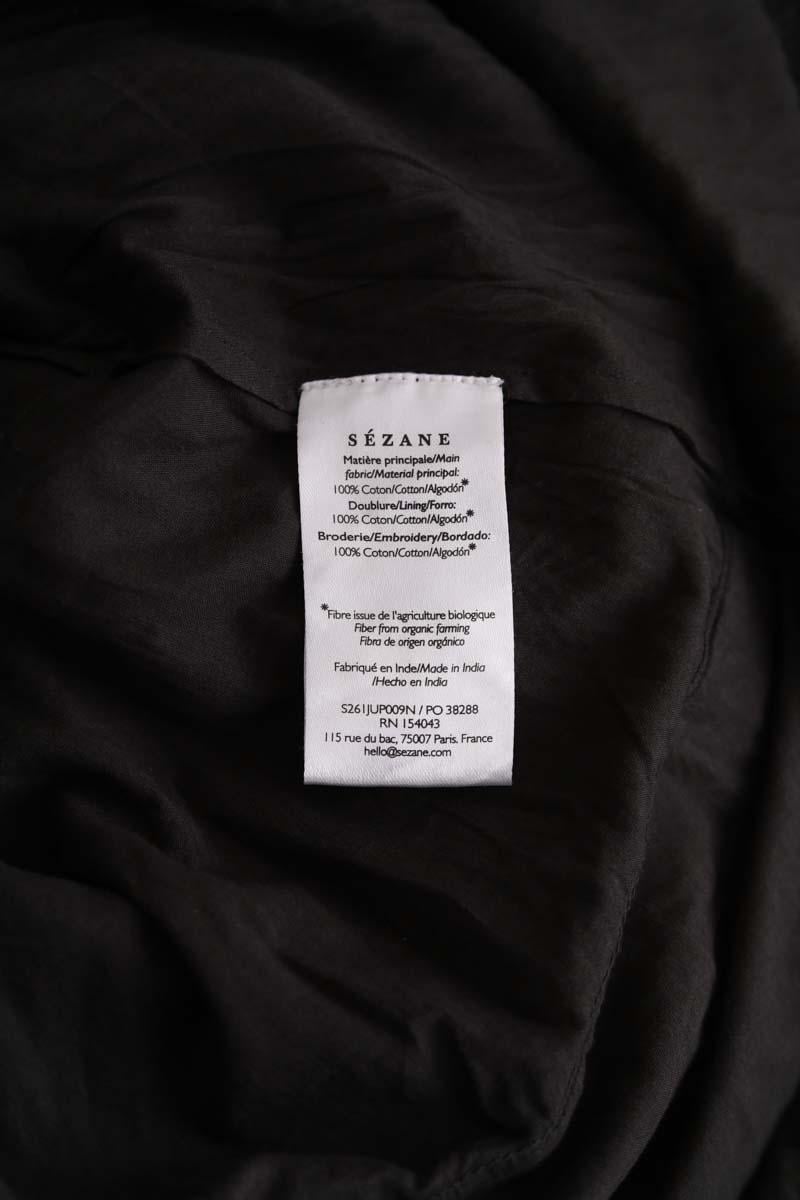 SÉZANE
Matière principale/Main
fabric/Material principal:
100% Coton/Cotton/Algodón*
Doublure/Lining/Forro:
100% Coton/Cotton/Algodón*
Broderie/Embroidery/Bordado:
100% Coton/Cotton/Algodón*
*Fibre issue de l'agriculture biologique
Fiber from organic farming
Fibra de origen orgánico
Fabriqué en Inde/Made in India
/Hecho en India
S261JUP009N / PO 38288
RN 154043
115 rue du bac, 75007 Paris. France
hello@sezane.com